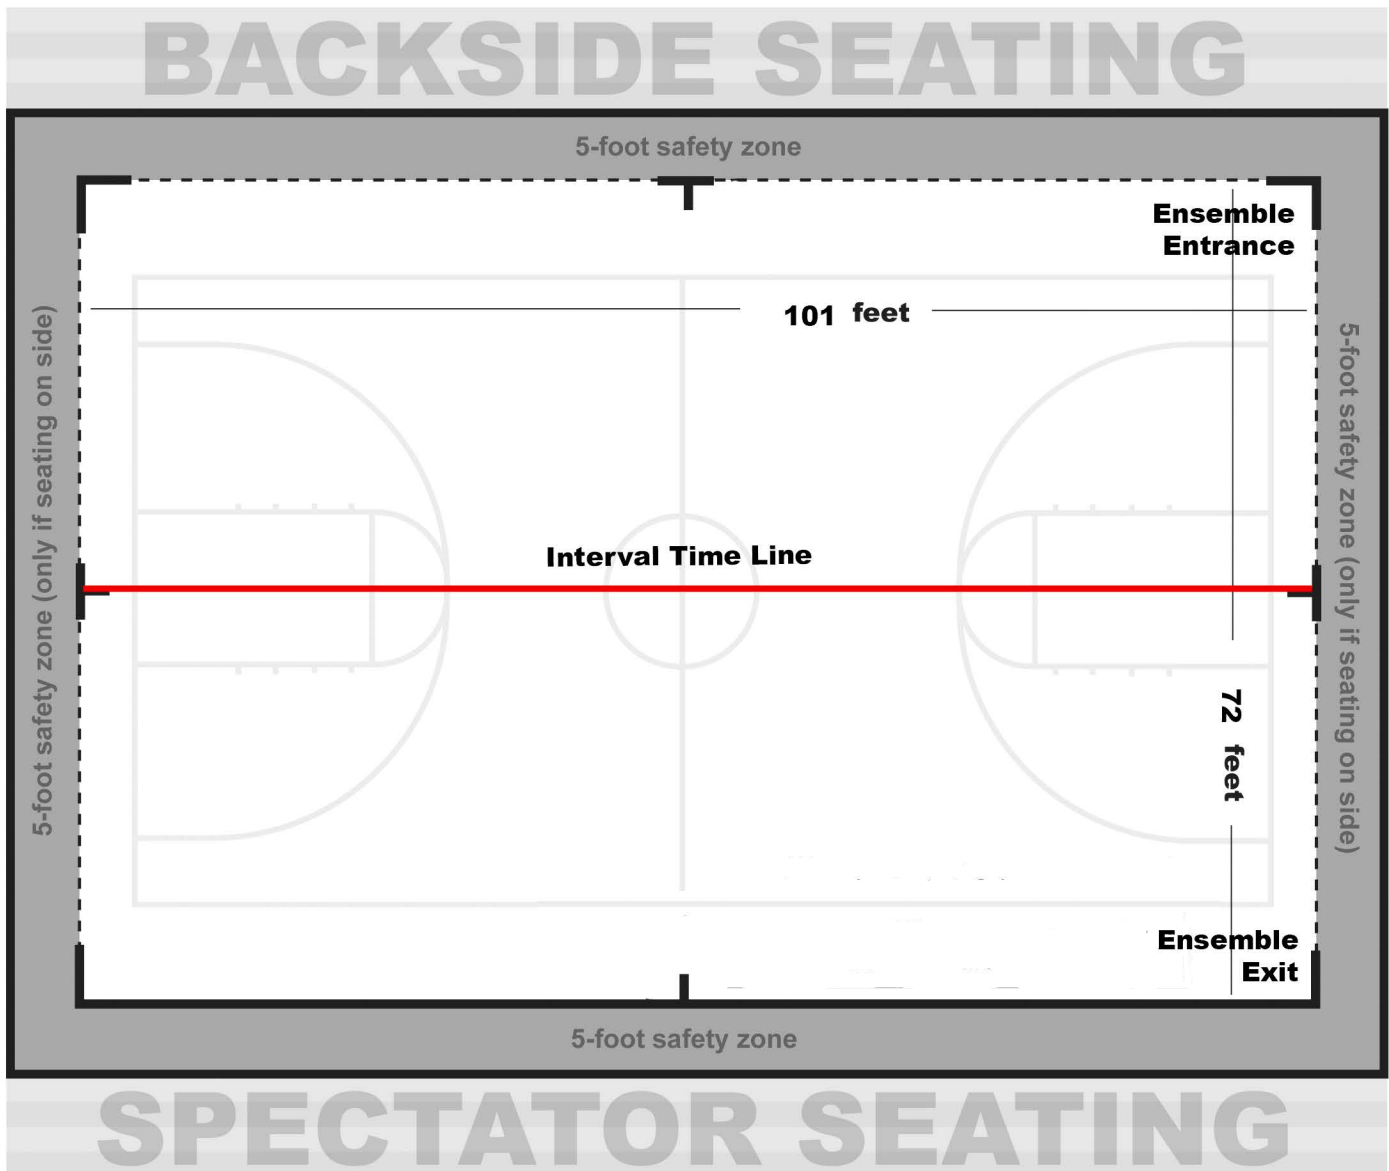 BACKSIDE SEATING
5-foot safety zone
Ensemble
Entrance
101 feet
5-foot safety zone (only if seating on side)
5-foot safety zone (only if seating on side)
Interval Time Line
72 feet
Ensemble
Exit
5-foot safety zone
SPECTATOR SEATING